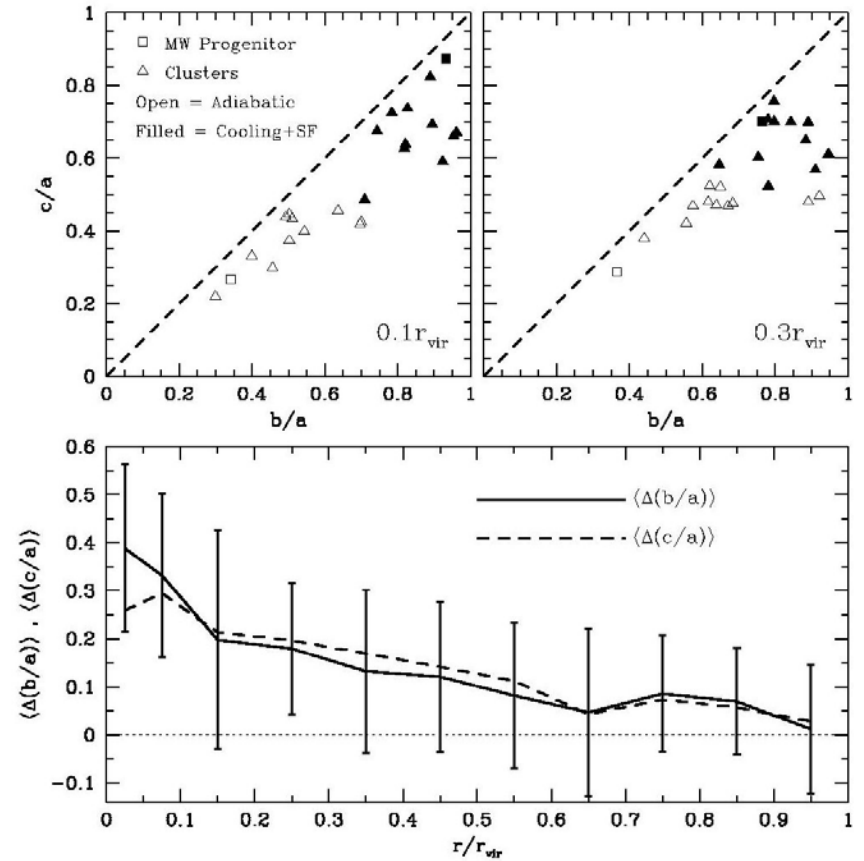 1
0.8
0.6
0.4
0.2
0
c/a
□ MW Progenitor
△ Clusters
Open = Adiabatic
Filled = Cooling+SF
0.1r_vir
0 0.2 0.4 0.6 0.8 1
b/a
0.3r_vir
0.2 0.4 0.6 0.8 1
b/a
0.6
0.5
0.4
0.3
0.2
0.1
0
−0.1
⟨Δ(b/a)⟩ , ⟨Δ(c/a)⟩
⟨Δ(b/a)⟩
⟨Δ(c/a)⟩
0 0.1 0.2 0.3 0.4 0.5 0.6 0.7 0.8 0.9 1
r/r_vir